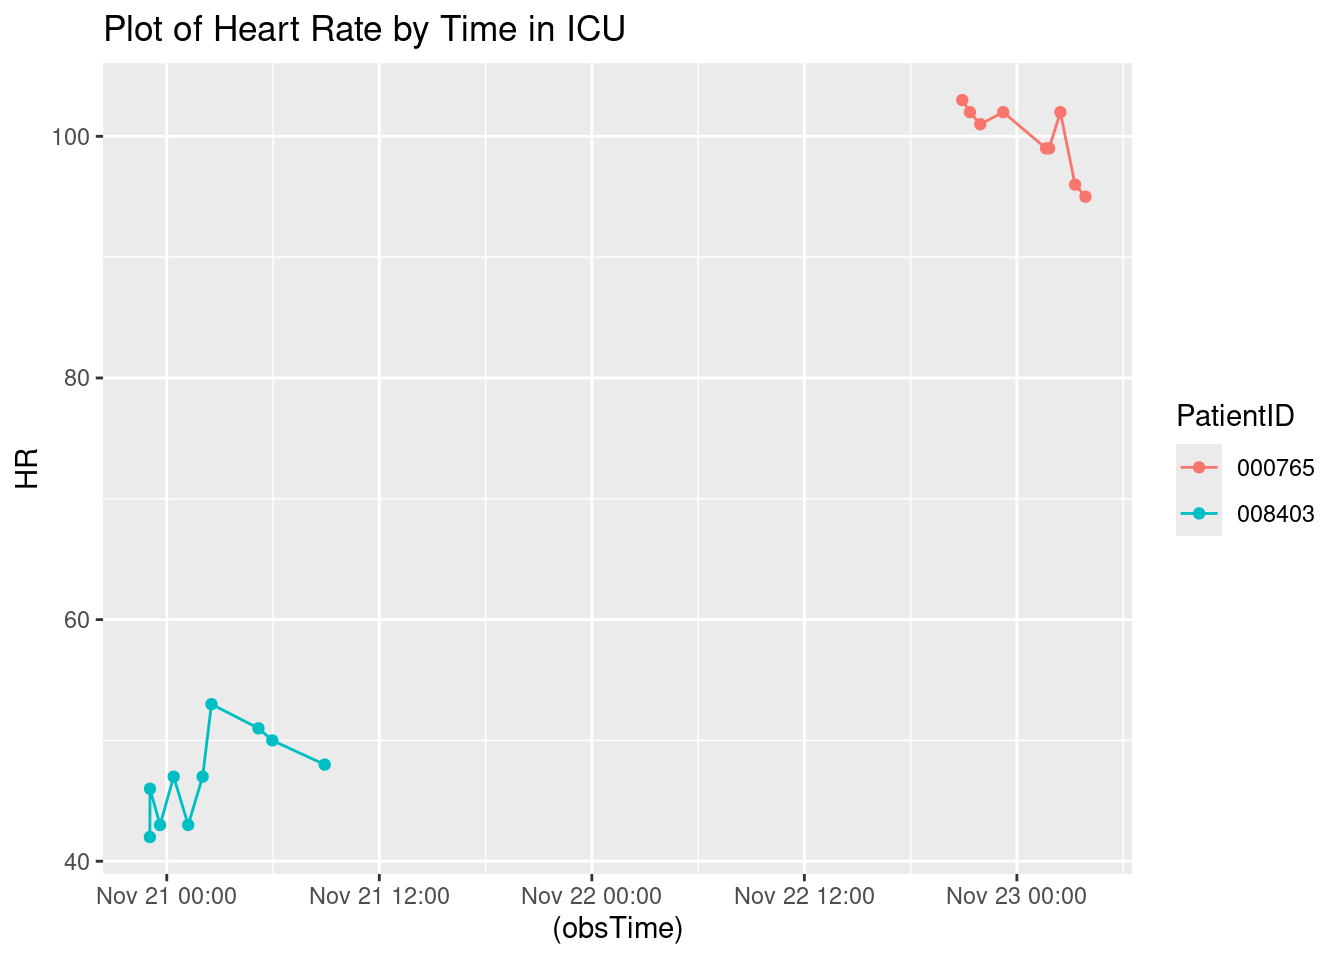 Plot of Heart Rate by Time in ICU
100
80
60
40
HR
Nov 21 00:00
Nov 21 12:00
Nov 22 00:00
Nov 22 12:00
Nov 23 00:00
(obsTime)
PatientID
000765
008403